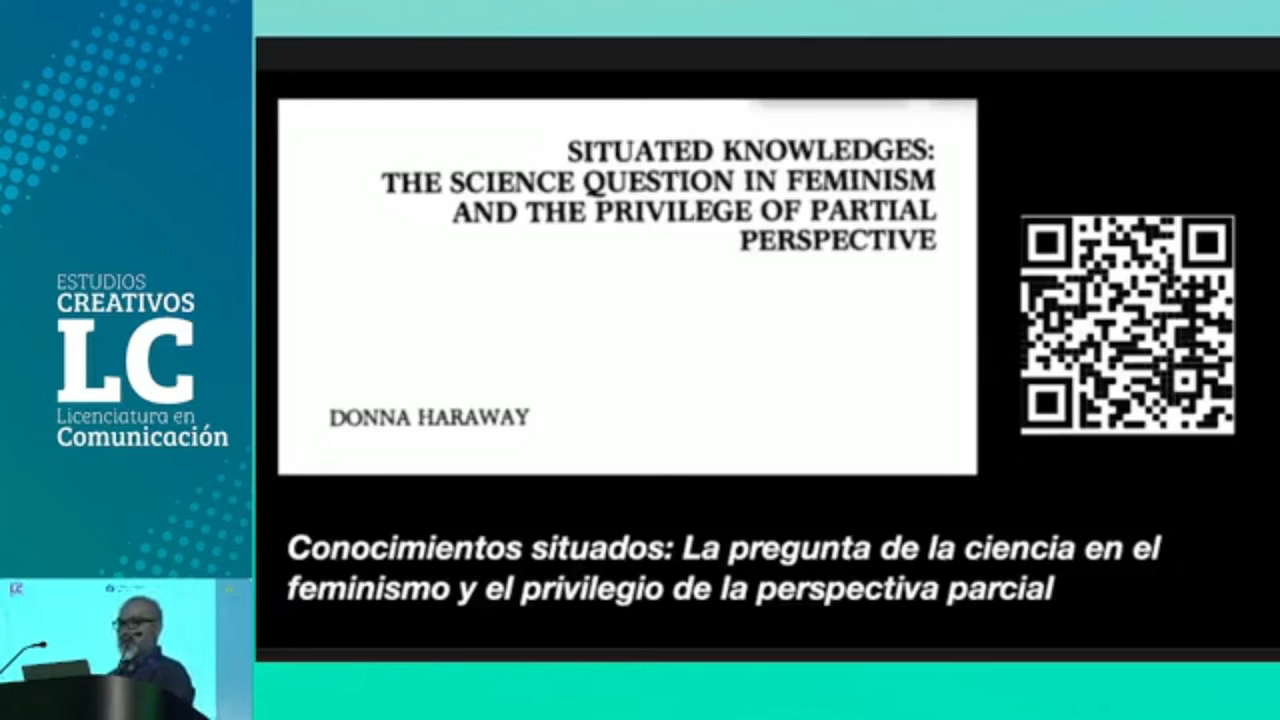 ESTUDIOS
CREATIVOS
LC
Licenciatura en
Comunicación
SITUATED KNOWLEDGES:
THE SCIENCE QUESTION IN FEMINISM
AND THE PRIVILEGE OF PARTIAL
PERSPECTIVE
DONNA HARAWAY
Conocimientos situados: La pregunta de la ciencia en el
feminismo y el privilegio de la perspectiva parcial